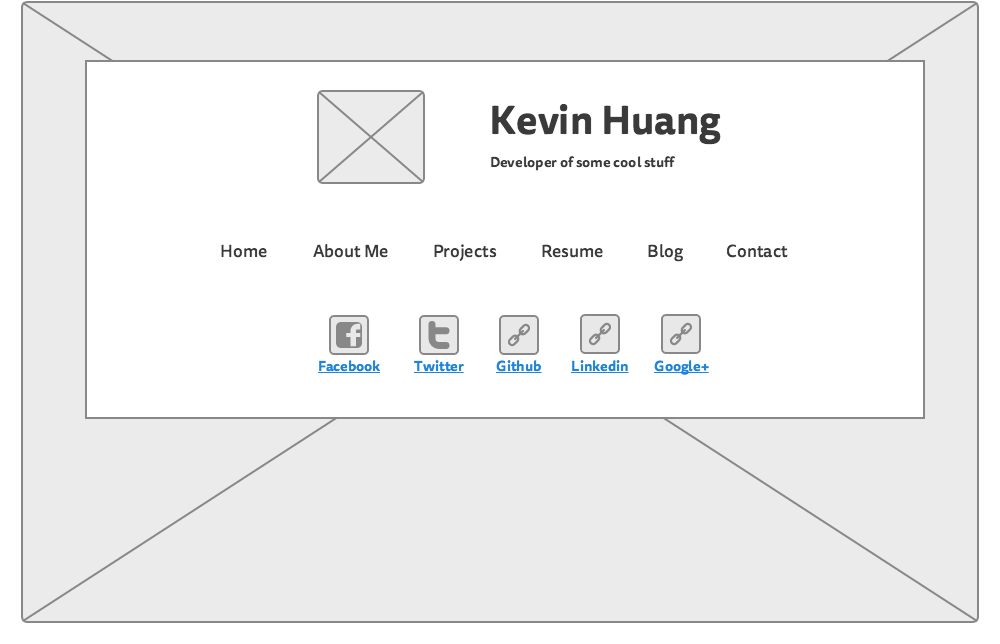 Kevin Huang
Developer of some cool stuff
Home About Me Projects Resume Blog Contact
Facebook Twitter Github Linkedin Google+